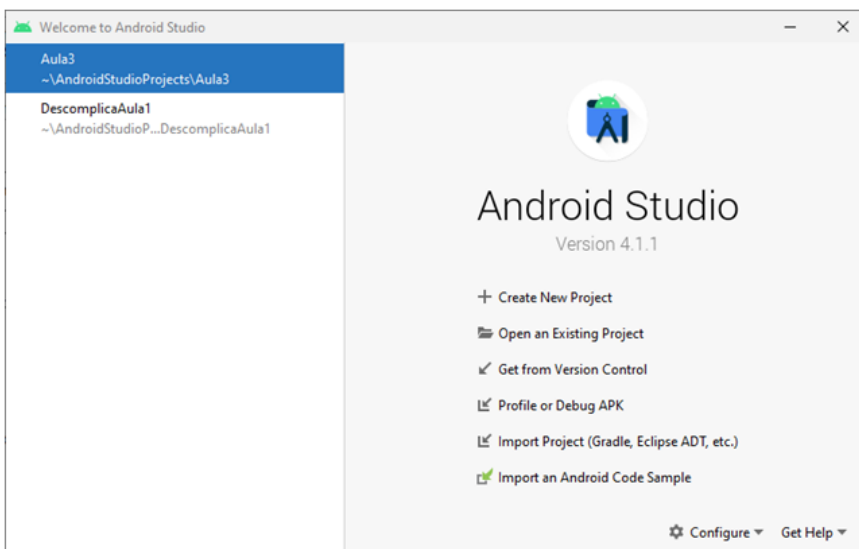 Welcome to Android Studio
Aula3
~\AndroidStudioProjects\Aula3
DescomplicaAula1
~\AndroidStudioP...DescomplicaAula1
Android Studio
Version 4.1.1
Create New Project
Open an Existing Project
Get from Version Control
Profile or Debug APK
Import Project (Gradle, Eclipse ADT, etc.)
Import an Android Code Sample
Configure
Get Help